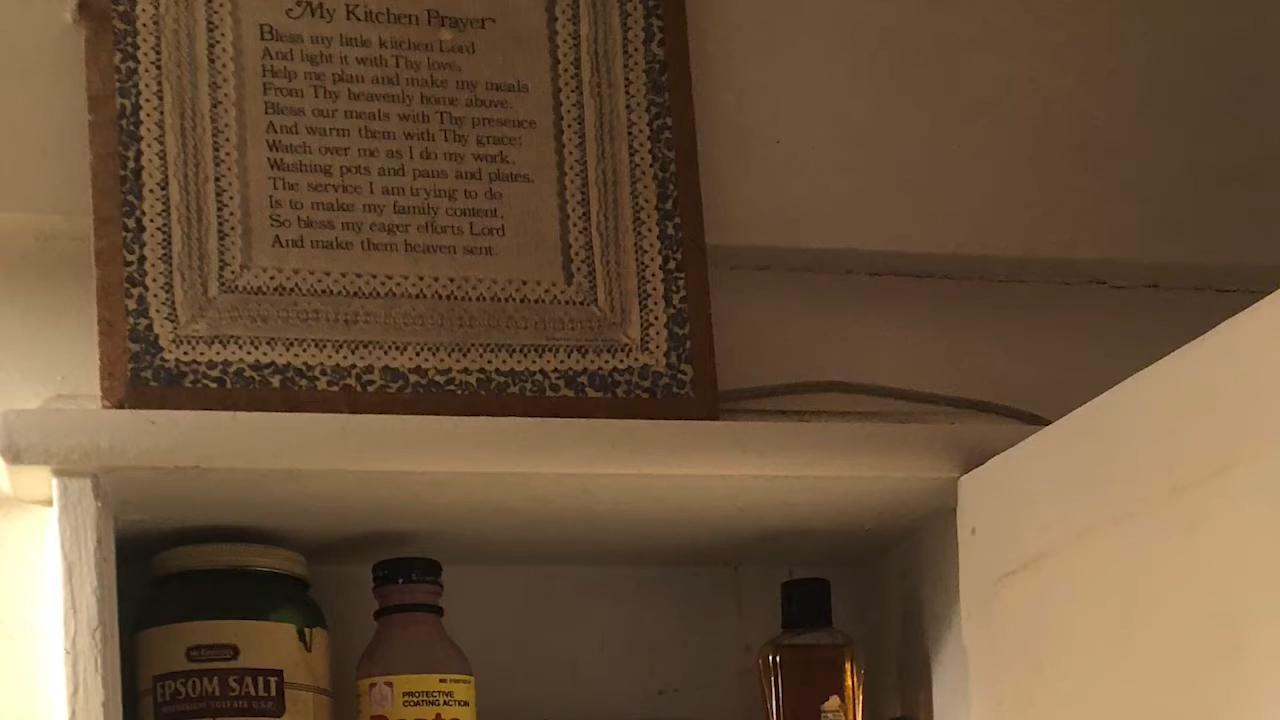 My Kitchen Prayer
Bless my little kitchen Lord
And light it with Thy love.
Help me plan and make my meals
From Thy heavenly home above.
Bless our meals with Thy presence
And warm them with Thy grace;
Watch over me as I do my work,
Washing pots and pans and plates.
The service I am trying to do
Is to make my family content,
So bless my eager efforts Lord
And make them heaven sent.
EPSOM SALT
MAGNESIUM SULFATE U.S.P.
PROTECTIVE
COATING ACTION